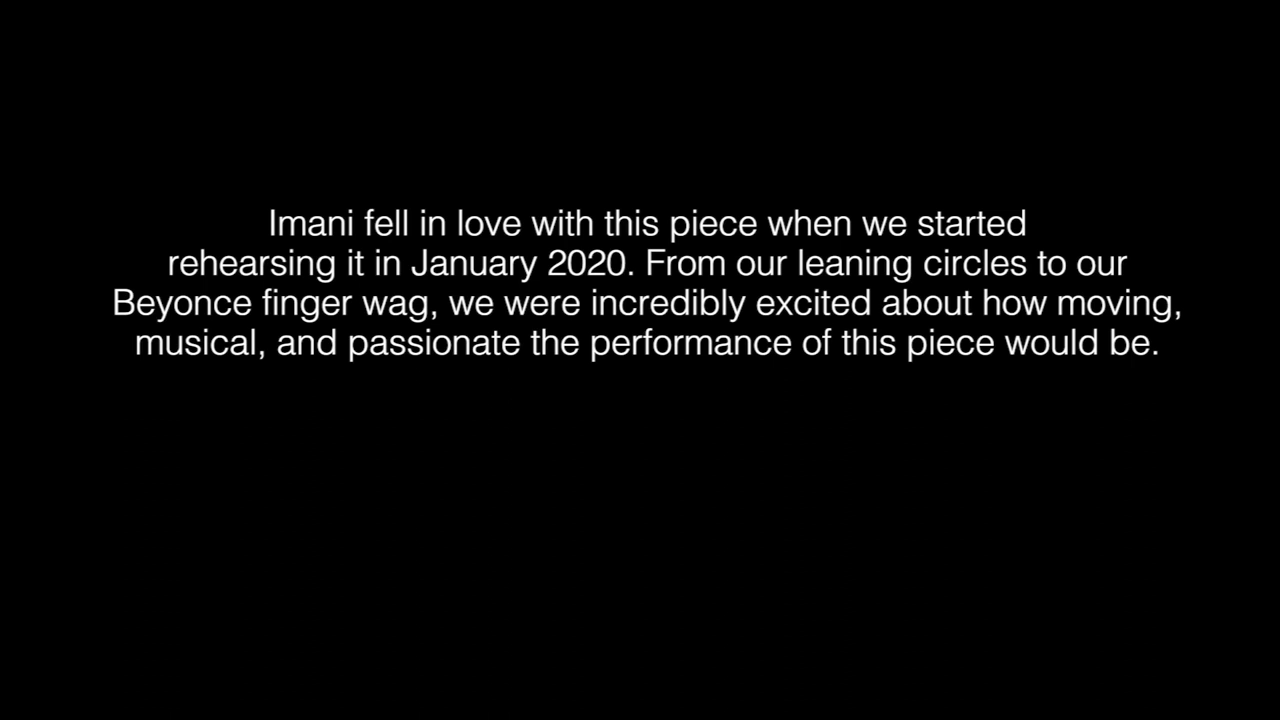 Imani fell in love with this piece when we started
rehearsing it in January 2020. From our leaning circles to our
Beyonce finger wag, we were incredibly excited about how moving,
musical, and passionate the performance of this piece would be.